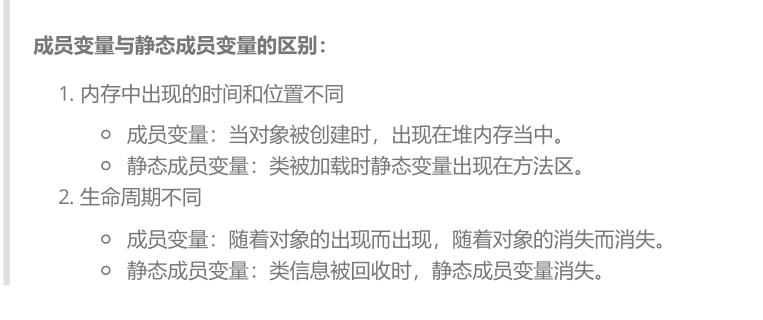 成员变量与静态成员变量的区别：
1. 内存中出现的时间和位置不同
成员变量：当对象被创建时，出现在堆内存当中。
静态成员变量：类被加载时静态变量出现在方法区。
2. 生命周期不同
成员变量：随着对象的出现而出现，随着对象的消失而消失。
静态成员变量：类信息被回收时，静态成员变量消失。